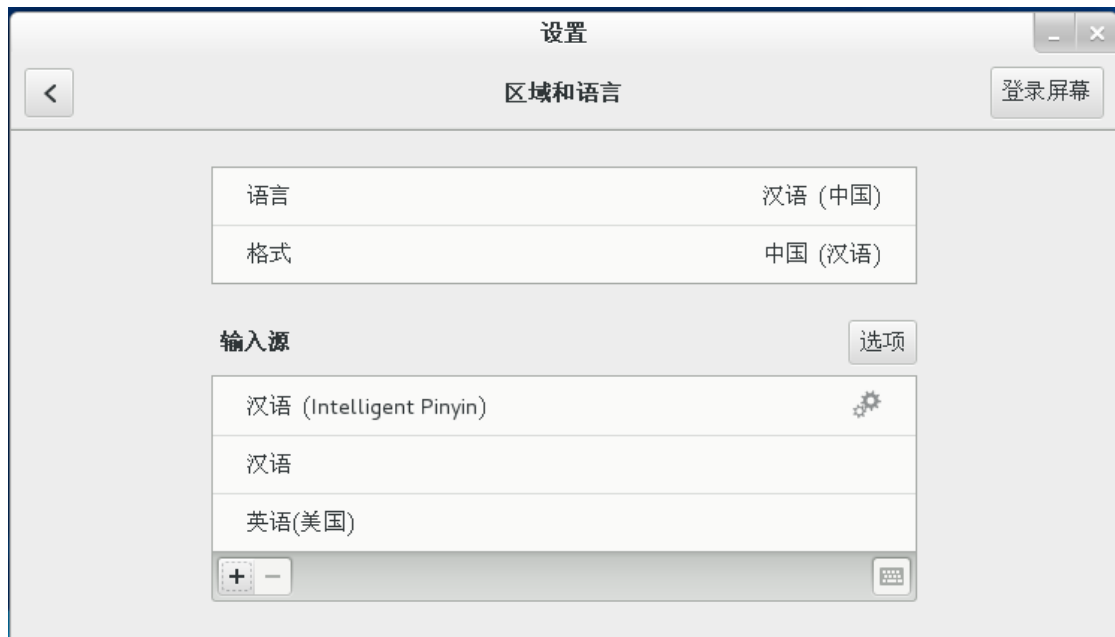 设置
区域和语言
登录屏幕
语言 汉语 (中国)
格式 中国 (汉语)
输入源 选项
汉语 (Intelligent Pinyin)
汉语
英语(美国)